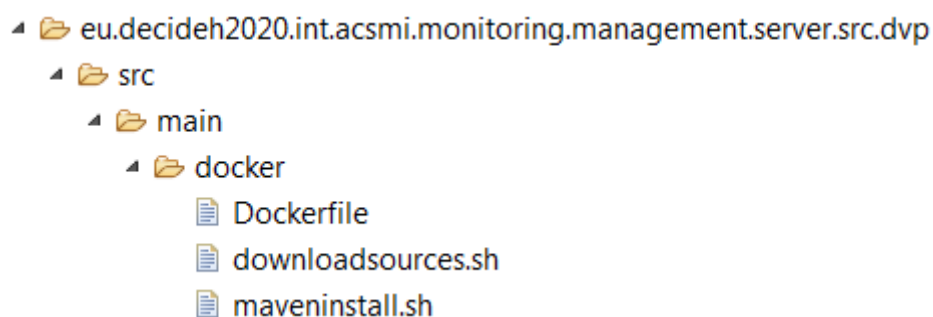 eu.decideh2020.int.acsmi.monitoring.management.server.src.dvp
src
main
docker
Dockerfile
downloadsources.sh
maveninstall.sh